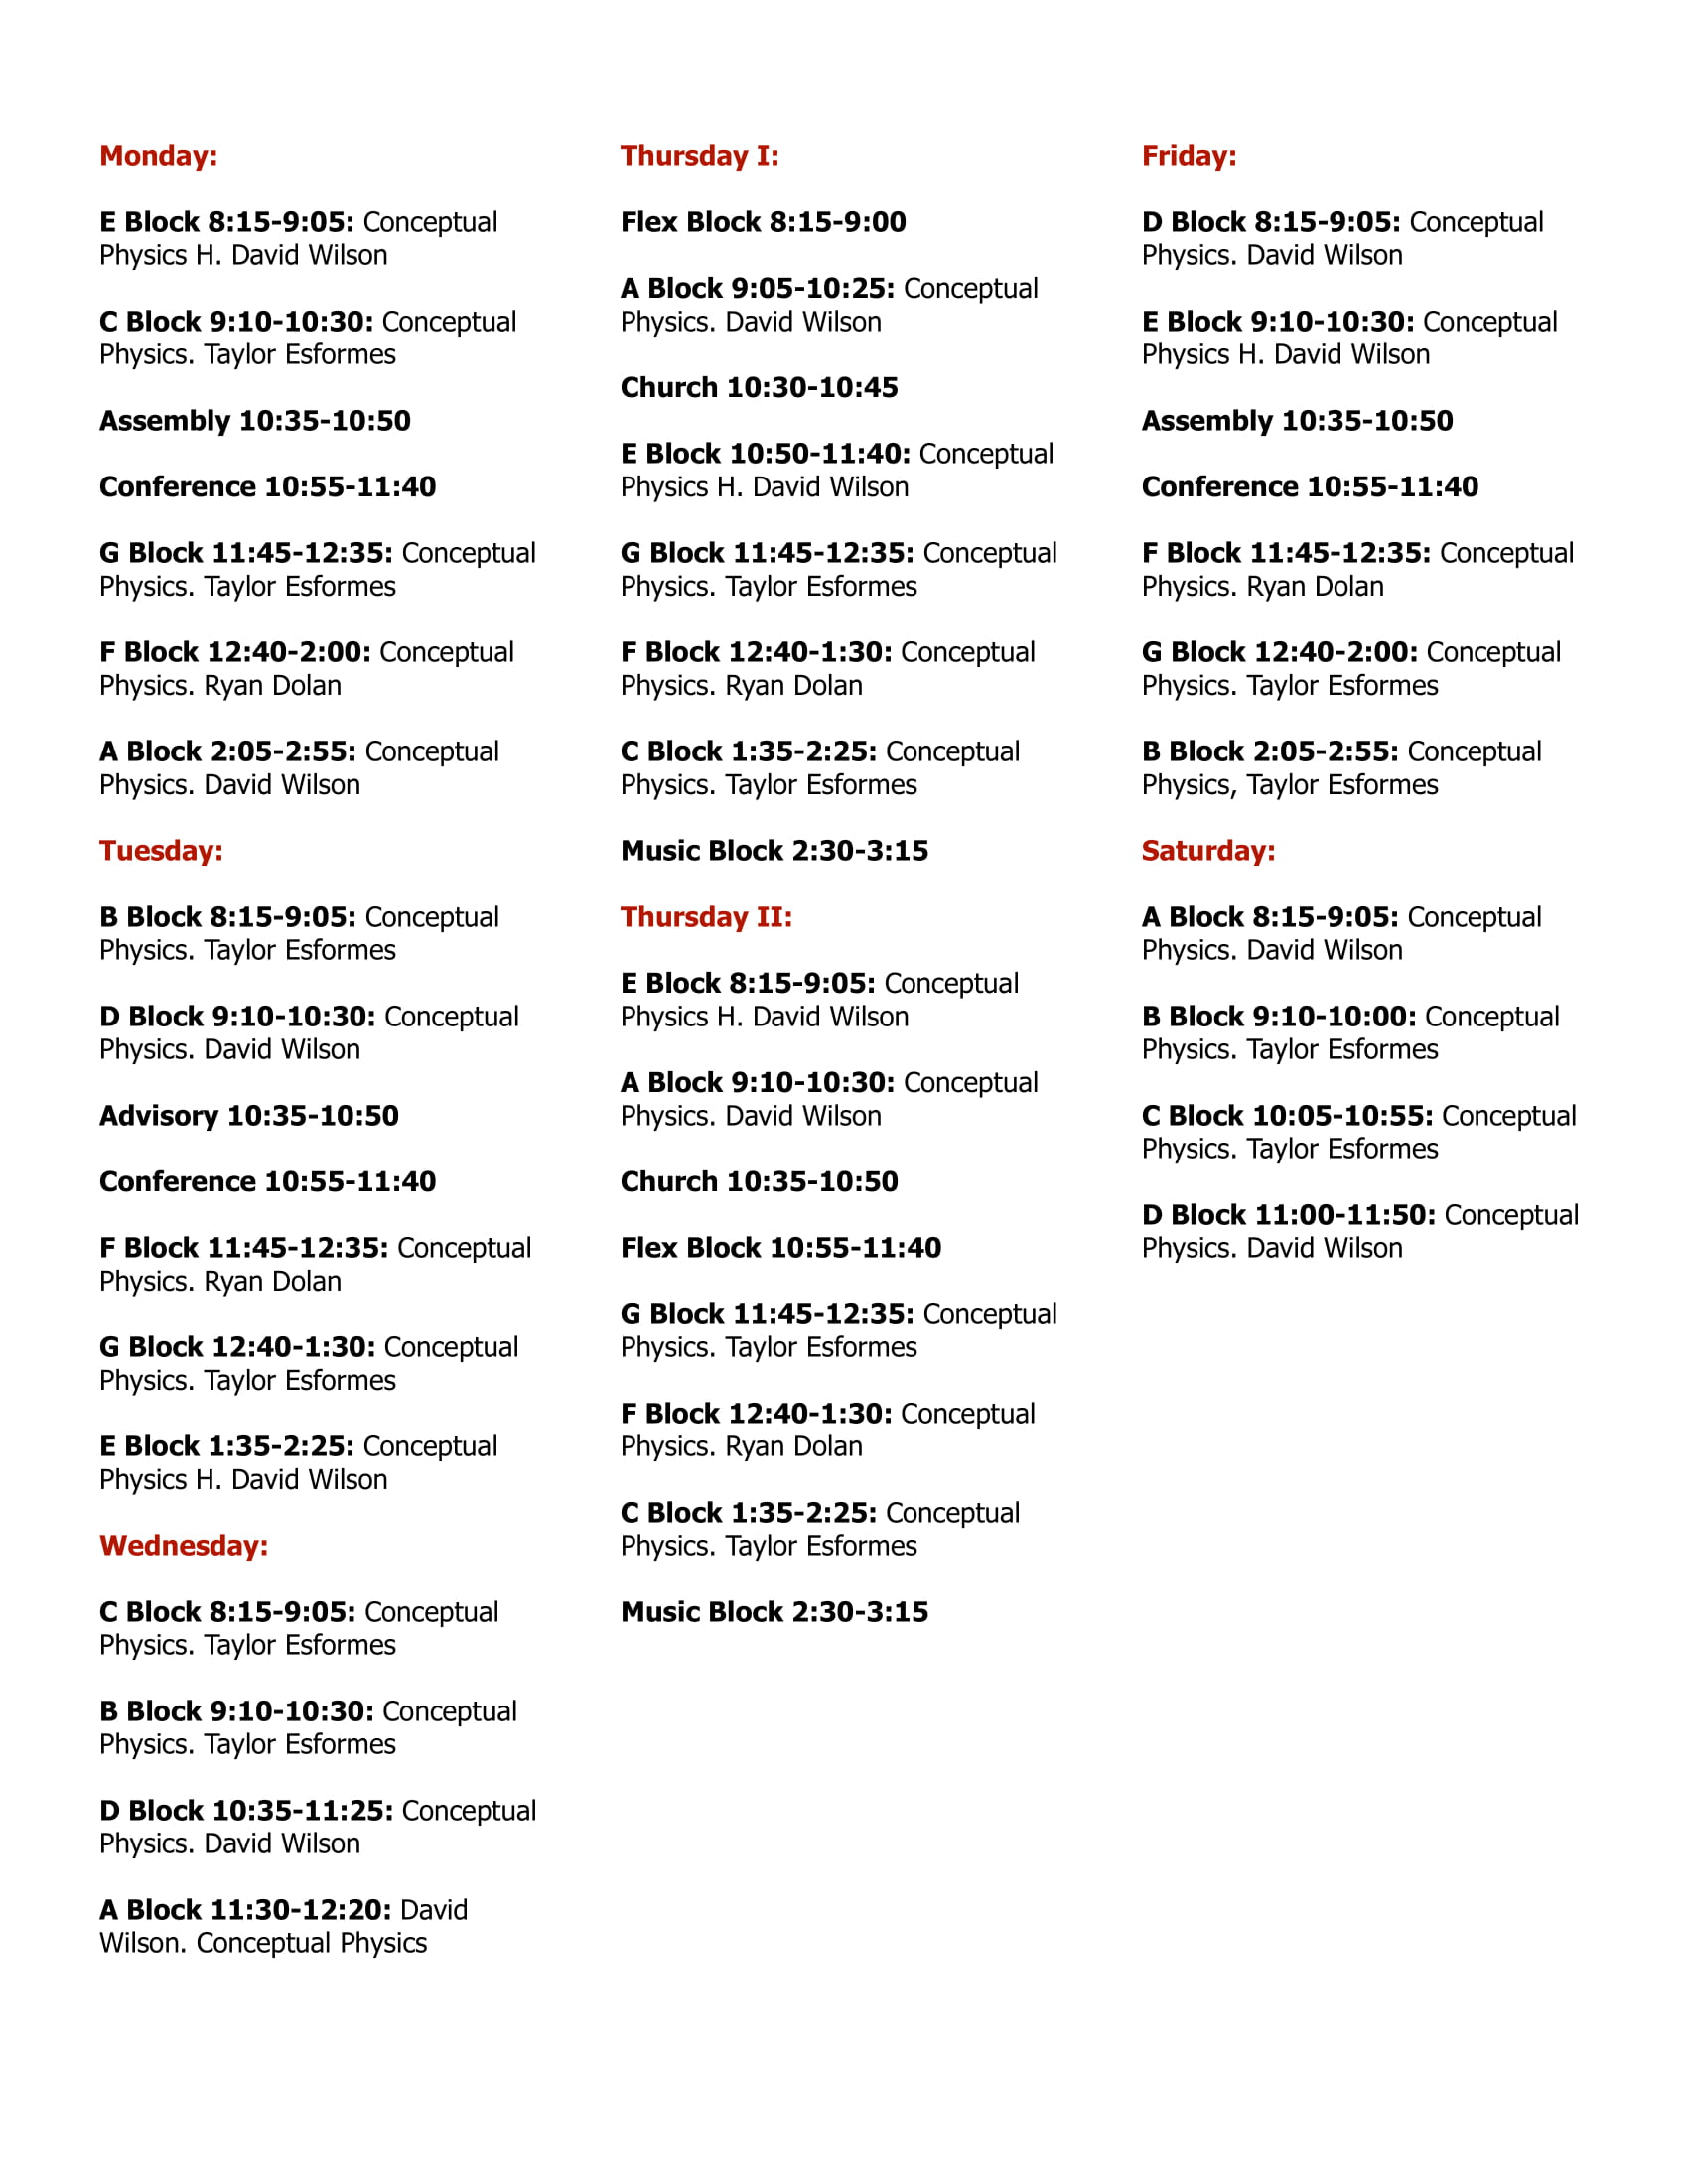 Monday:
E Block 8:15-9:05: Conceptual
Physics H. David Wilson
C Block 9:10-10:30: Conceptual
Physics. Taylor Esformes
Assembly 10:35-10:50
Conference 10:55-11:40
G Block 11:45-12:35: Conceptual
Physics. Taylor Esformes
F Block 12:40-2:00: Conceptual
Physics. Ryan Dolan
A Block 2:05-2:55: Conceptual
Physics. David Wilson
Tuesday:
B Block 8:15-9:05: Conceptual
Physics. Taylor Esformes
D Block 9:10-10:30: Conceptual
Physics. David Wilson
Advisory 10:35-10:50
Conference 10:55-11:40
F Block 11:45-12:35: Conceptual
Physics. Ryan Dolan
G Block 12:40-1:30: Conceptual
Physics. Taylor Esformes
E Block 1:35-2:25: Conceptual
Physics H. David Wilson
Wednesday:
C Block 8:15-9:05: Conceptual
Physics. Taylor Esformes
B Block 9:10-10:30: Conceptual
Physics. Taylor Esformes
D Block 10:35-11:25: Conceptual
Physics. David Wilson
A Block 11:30-12:20: David
Wilson. Conceptual Physics
Thursday I:
Flex Block 8:15-9:00
A Block 9:05-10:25: Conceptual
Physics. David Wilson
Church 10:30-10:45
E Block 10:50-11:40: Conceptual
Physics H. David Wilson
G Block 11:45-12:35: Conceptual
Physics. Taylor Esformes
F Block 12:40-1:30: Conceptual
Physics. Ryan Dolan
C Block 1:35-2:25: Conceptual
Physics. Taylor Esformes
Music Block 2:30-3:15
Thursday II:
E Block 8:15-9:05: Conceptual
Physics H. David Wilson
A Block 9:10-10:30: Conceptual
Physics. David Wilson
Church 10:35-10:50
Flex Block 10:55-11:40
G Block 11:45-12:35: Conceptual
Physics. Taylor Esformes
F Block 12:40-1:30: Conceptual
Physics. Ryan Dolan
C Block 1:35-2:25: Conceptual
Physics. Taylor Esformes
Music Block 2:30-3:15
Friday:
D Block 8:15-9:05: Conceptual
Physics. David Wilson
E Block 9:10-10:30: Conceptual
Physics H. David Wilson
Assembly 10:35-10:50
Conference 10:55-11:40
F Block 11:45-12:35: Conceptual
Physics. Ryan Dolan
G Block 12:40-2:00: Conceptual
Physics. Taylor Esformes
B Block 2:05-2:55: Conceptual
Physics, Taylor Esformes
Saturday:
A Block 8:15-9:05: Conceptual
Physics. David Wilson
B Block 9:10-10:00: Conceptual
Physics. Taylor Esformes
C Block 10:05-10:55: Conceptual
Physics. Taylor Esformes
D Block 11:00-11:50: Conceptual
Physics. David Wilson